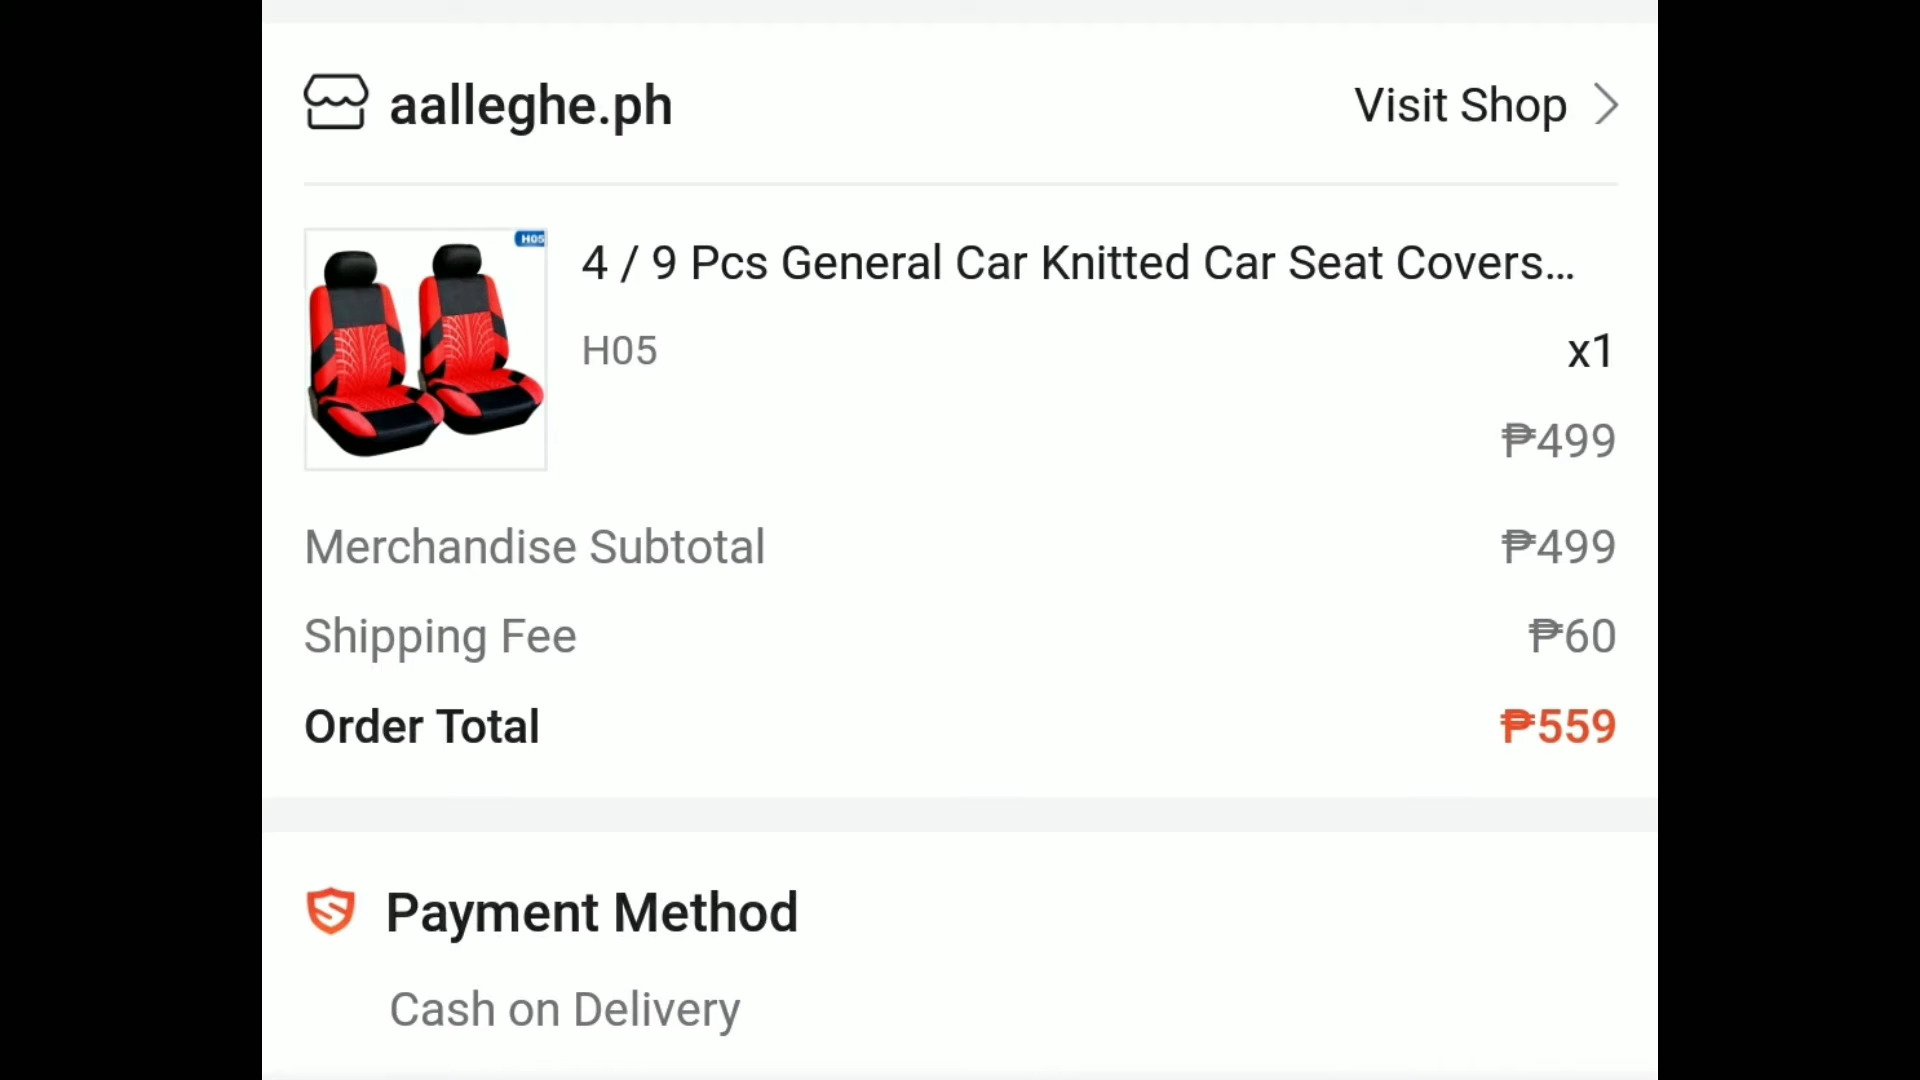 aalleghe.ph
Visit Shop
H05
4 / 9 Pcs General Car Knitted Car Seat Covers...
H05
x1
₱499
Merchandise Subtotal
₱499
Shipping Fee
₱60
Order Total
₱559
Payment Method
Cash on Delivery